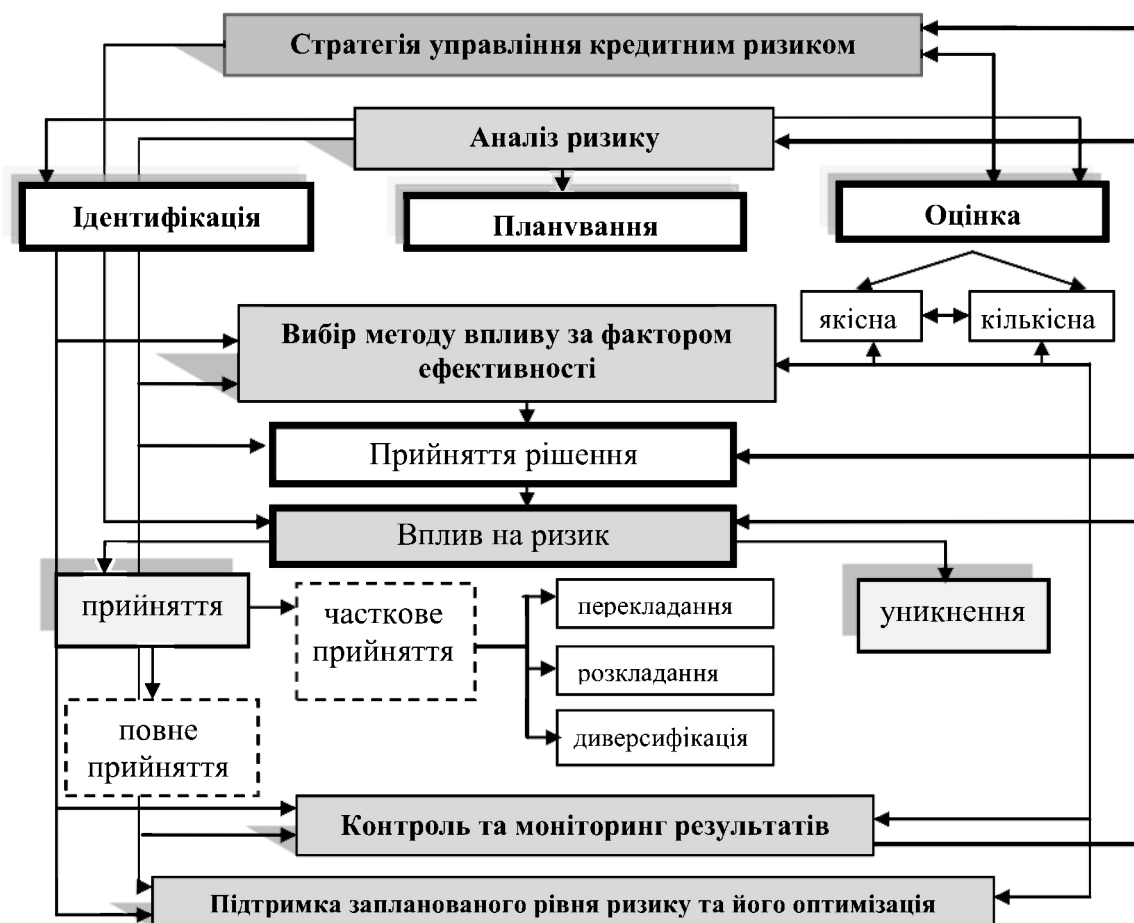 Стратегія управління кредитним ризиком
Аналіз ризику
Ідентифікація
Планування
Оцінка
якісна
кількісна
Вибір методу впливу за фактором
ефективності
Прийняття рішення
Вплив на ризик
прийняття
часткове
прийняття
перекладання
уникнення
розкладання
повне
прийняття
диверсифікація
Контроль та моніторинг результатів
Підтримка запланованого рівня ризику та його оптимізація